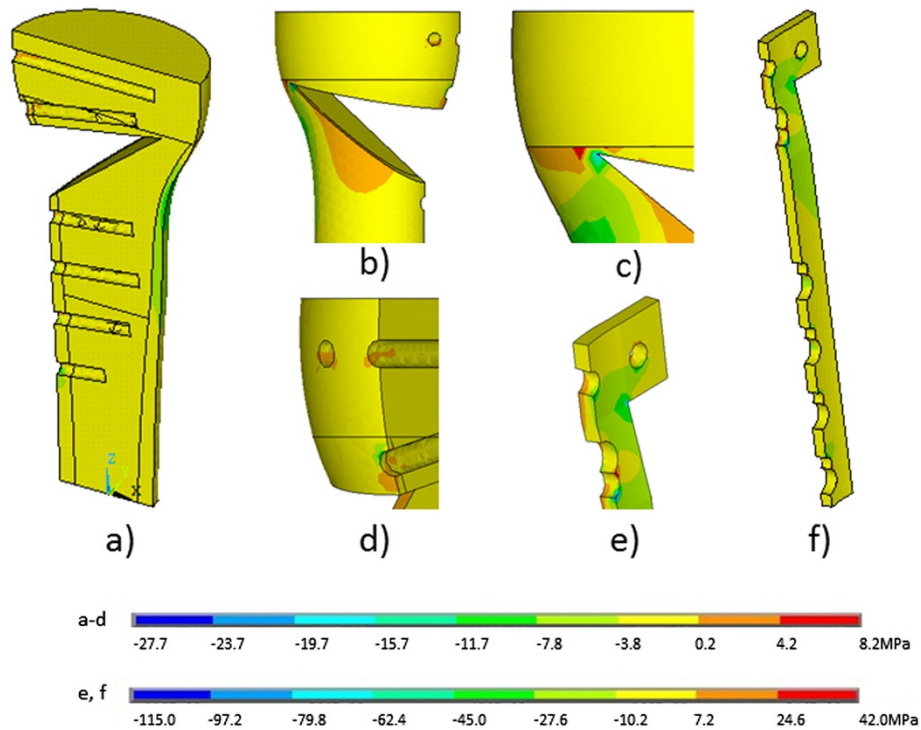 b)
c)
z
x
a)
d)
e)
f)
a-d
-27.7 -23.7 -19.7 -15.7 -11.7 -7.8 -3.8 0.2 4.2 8.2MPa
e, f
-115.0 -97.2 -79.8 -62.4 -45.0 -27.6 -10.2 7.2 24.6 42.0MPa